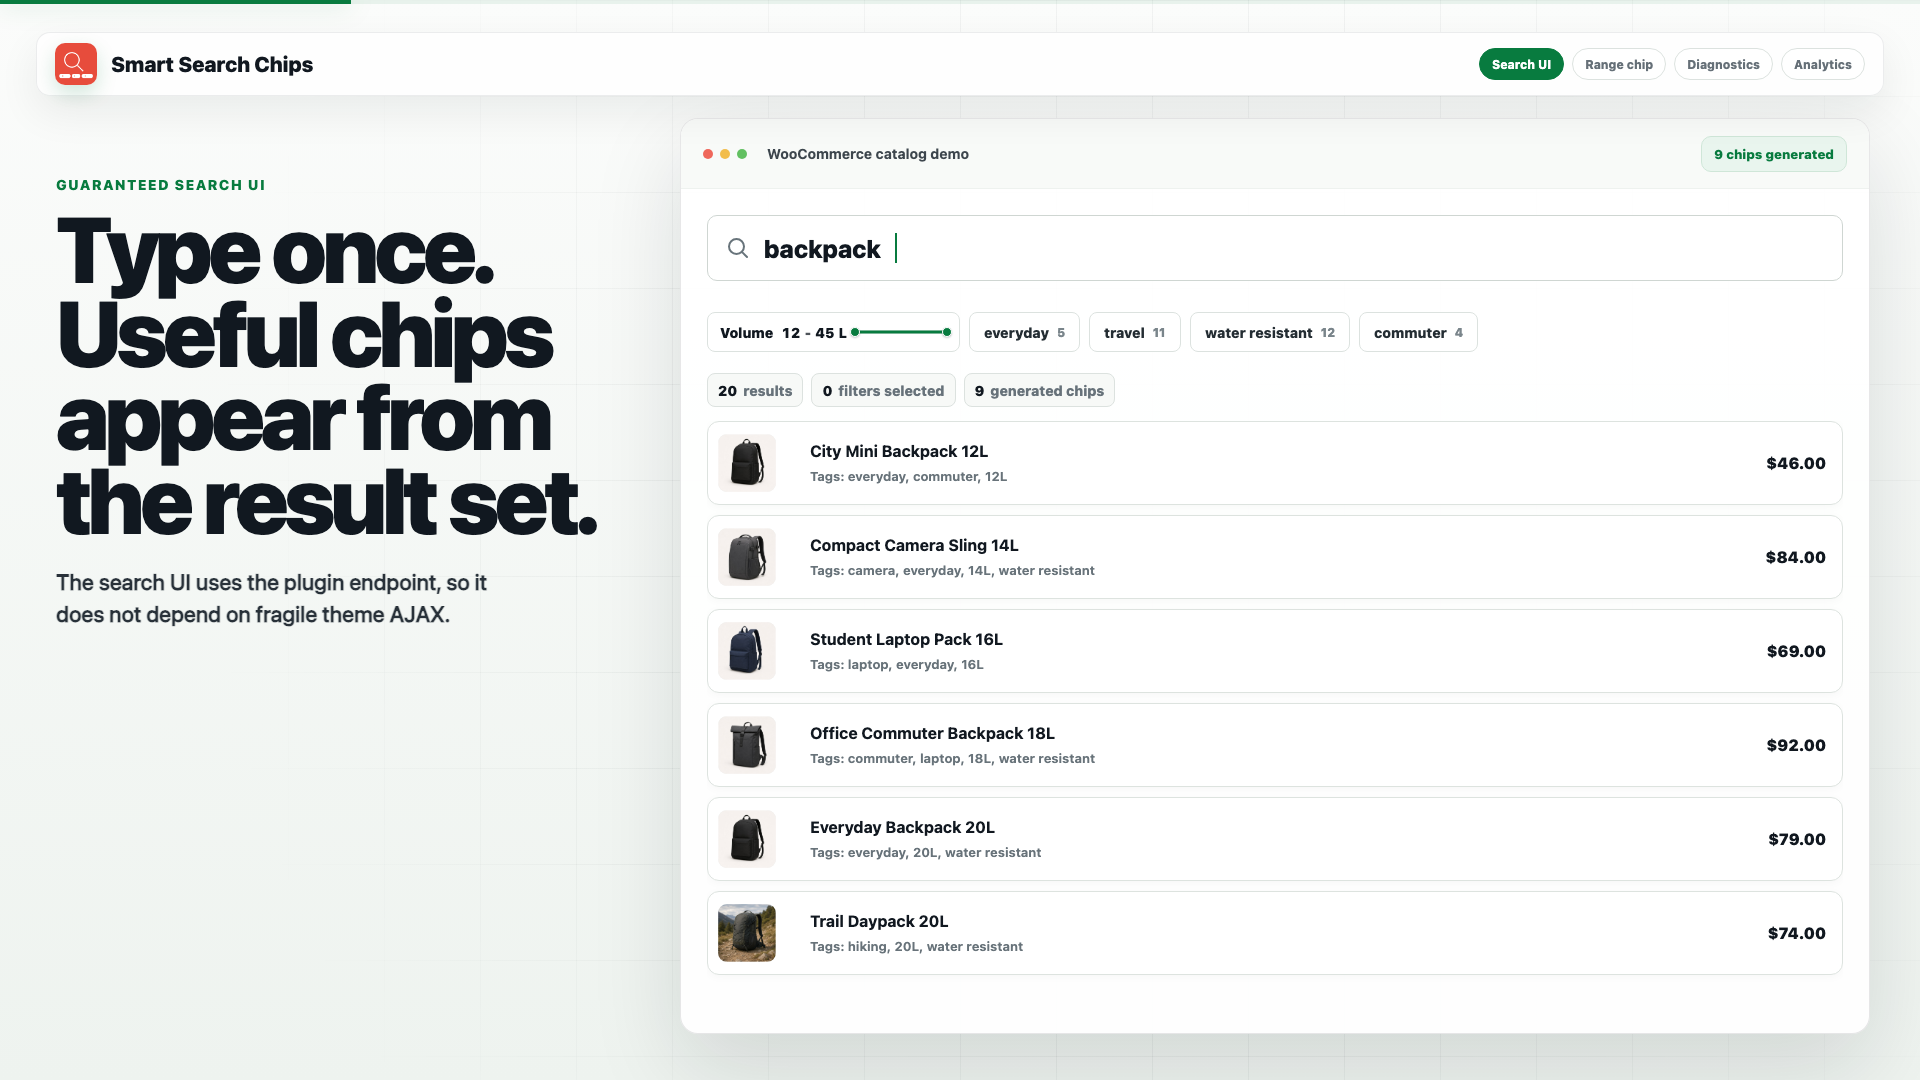 Smart Search Chips
Search UI
Range chip
Diagnostics
Analytics
GUARANTEED SEARCH UI
Type once.
Useful chips
appear from
the result set.
The search UI uses the plugin endpoint, so it
does not depend on fragile theme AJAX.
WooCommerce catalog demo
9 chips generated
backpack
Volume 12 - 45 L
everyday 5
travel 11
water resistant 12
commuter 4
20 results
0 filters selected
9 generated chips
City Mini Backpack 12L
Tags: everyday, commuter, 12L
$46.00
Compact Camera Sling 14L
Tags: camera, everyday, 14L, water resistant
$84.00
Student Laptop Pack 16L
Tags: laptop, everyday, 16L
$69.00
Office Commuter Backpack 18L
Tags: commuter, laptop, 18L, water resistant
$92.00
Everyday Backpack 20L
Tags: everyday, 20L, water resistant
$79.00
Trail Daypack 20L
Tags: hiking, 20L, water resistant
$74.00